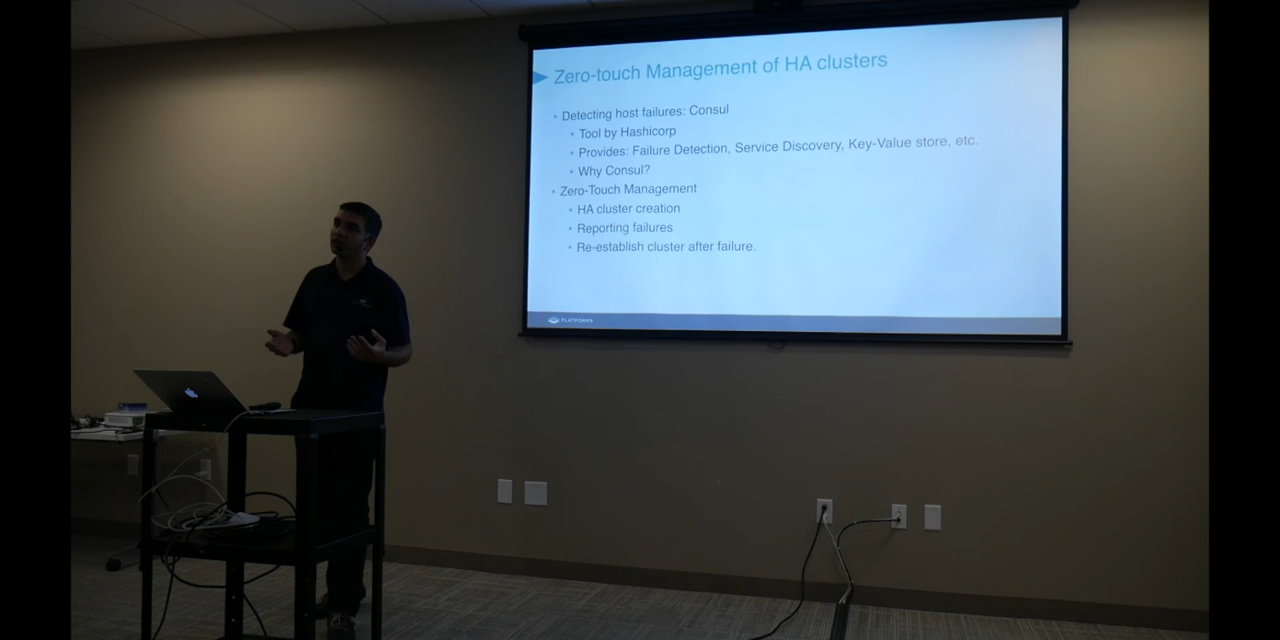 Zero-touch Management of HA clusters
Detecting host failures: Consul
Tool by Hashicorp
Provides: Failure Detection, Service Discovery, Key-Value store, etc.
Why Consul?
Zero-Touch Management
HA cluster creation
Reporting failures
Re-establish cluster after failure.
PLATFORM9